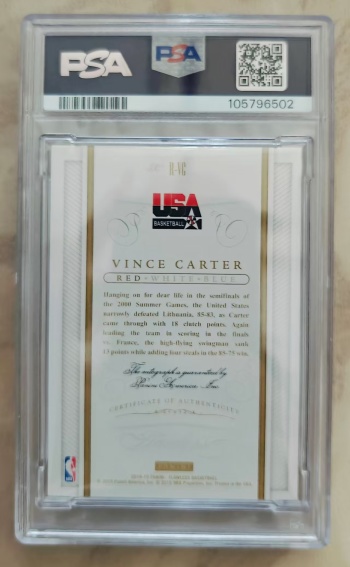 PSA
PSA
105796502
USA
BASKETBALL
VINCE CARTER
RED • WHITE • BLUE
Hanging on for dear life in the semifinals of
the 2000 Summer Games, the United States
narrowly defeated Lithuania, 85-83, as Carter
came through with 18 clutch points. Again
leading the team in scoring in the finals
vs. France, the high-flying swingman sank
13 points while adding four steals in the 85-75 win.
The autograph is guaranteed by
Panini America, Inc.
CERTIFICATE OF AUTHENTICITY